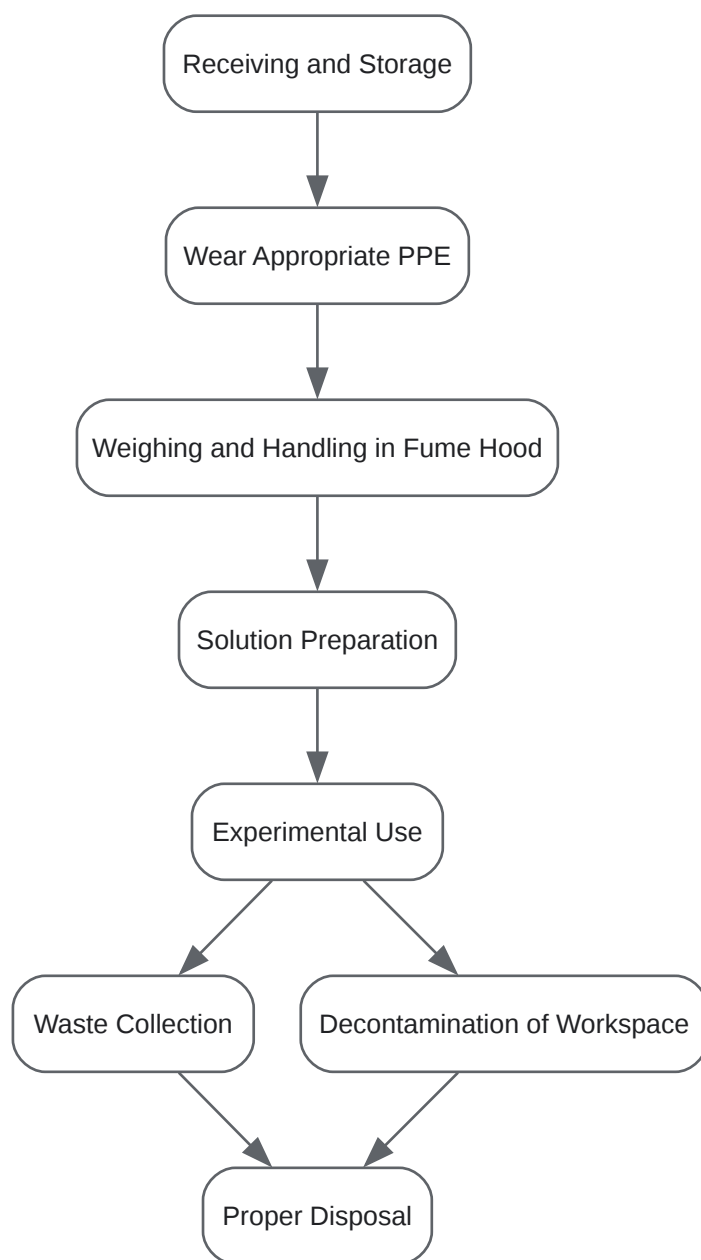 Receiving and Storage
Wear Appropriate PPE
Weighing and Handling in Fume Hood
Solution Preparation
Experimental Use
Waste Collection
Decontamination of Workspace
Proper Disposal